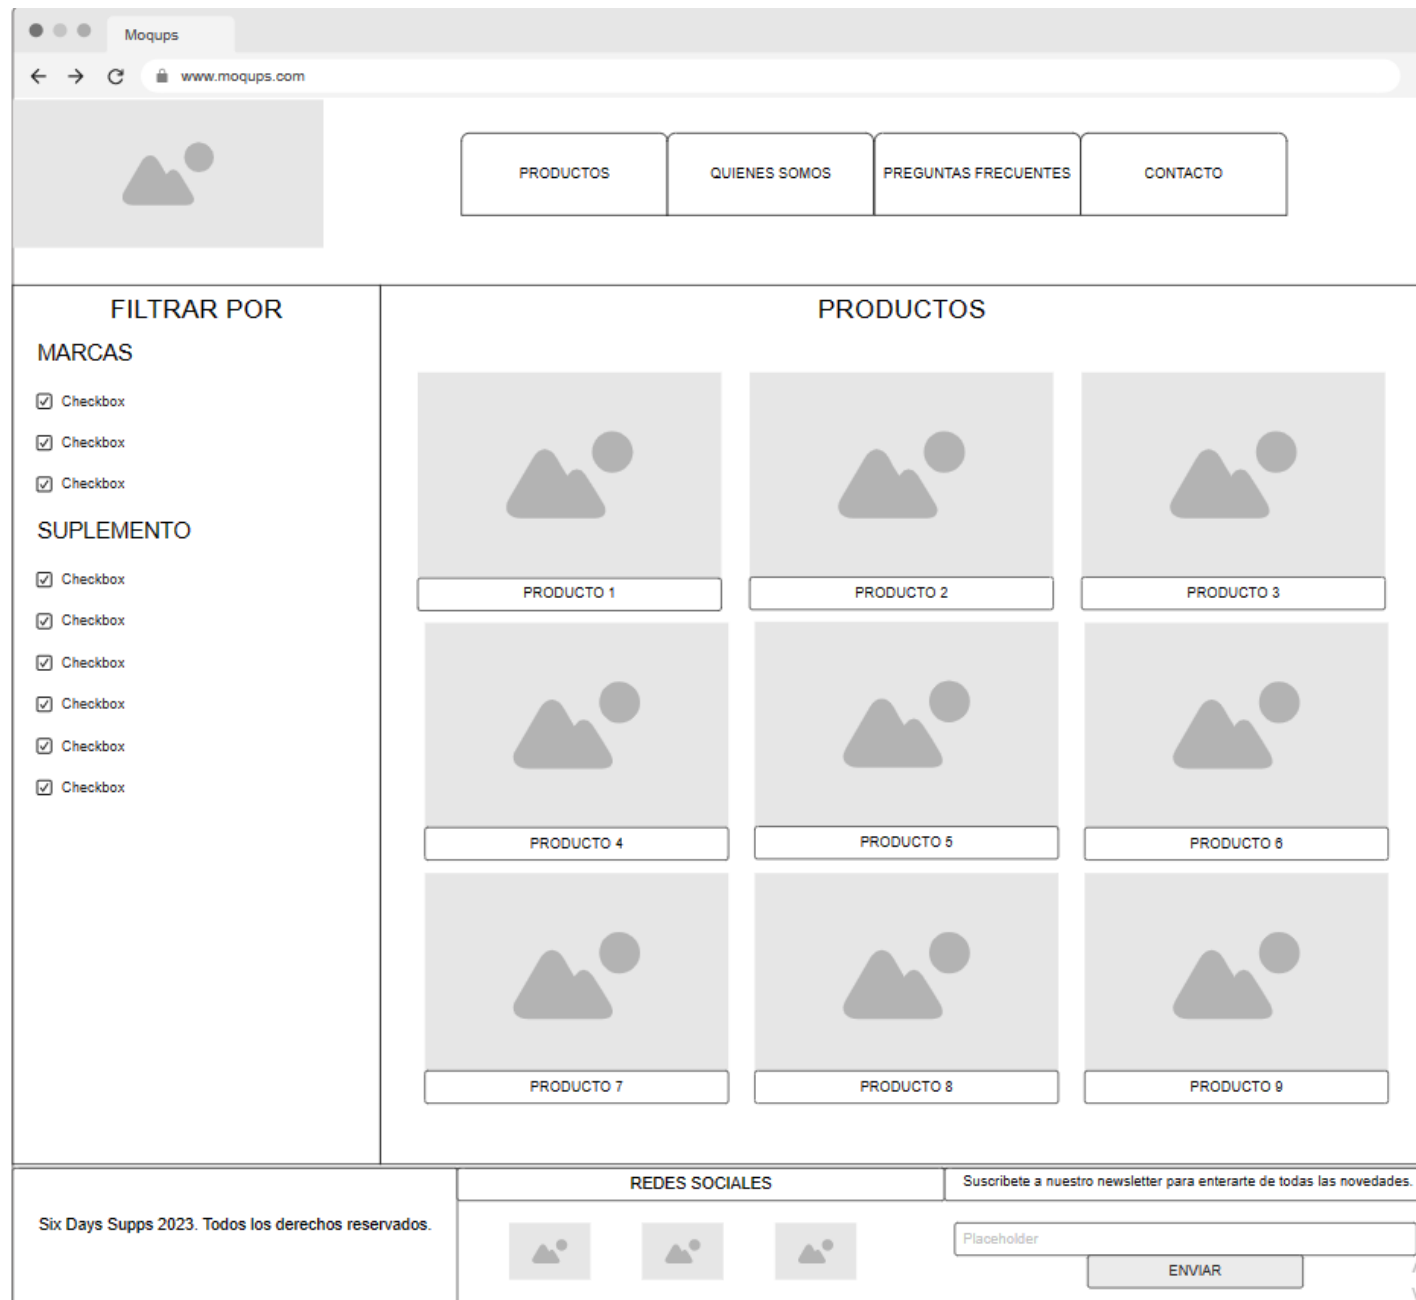 Moqups
www.moqups.com
PRODUCTOS
QUIENES SOMOS
PREGUNTAS FRECUENTES
CONTACTO
FILTRAR POR
MARCAS
Checkbox
Checkbox
Checkbox
SUPLEMENTO
Checkbox
Checkbox
Checkbox
Checkbox
Checkbox
Checkbox
PRODUCTOS
PRODUCTO 1
PRODUCTO 2
PRODUCTO 3
PRODUCTO 4
PRODUCTO 5
PRODUCTO 6
PRODUCTO 7
PRODUCTO 8
PRODUCTO 9
Six Days Supps 2023. Todos los derechos reservados.
REDES SOCIALES
Suscribete a nuestro newsletter para enterarte de todas las novedades.
Placeholder
ENVIAR